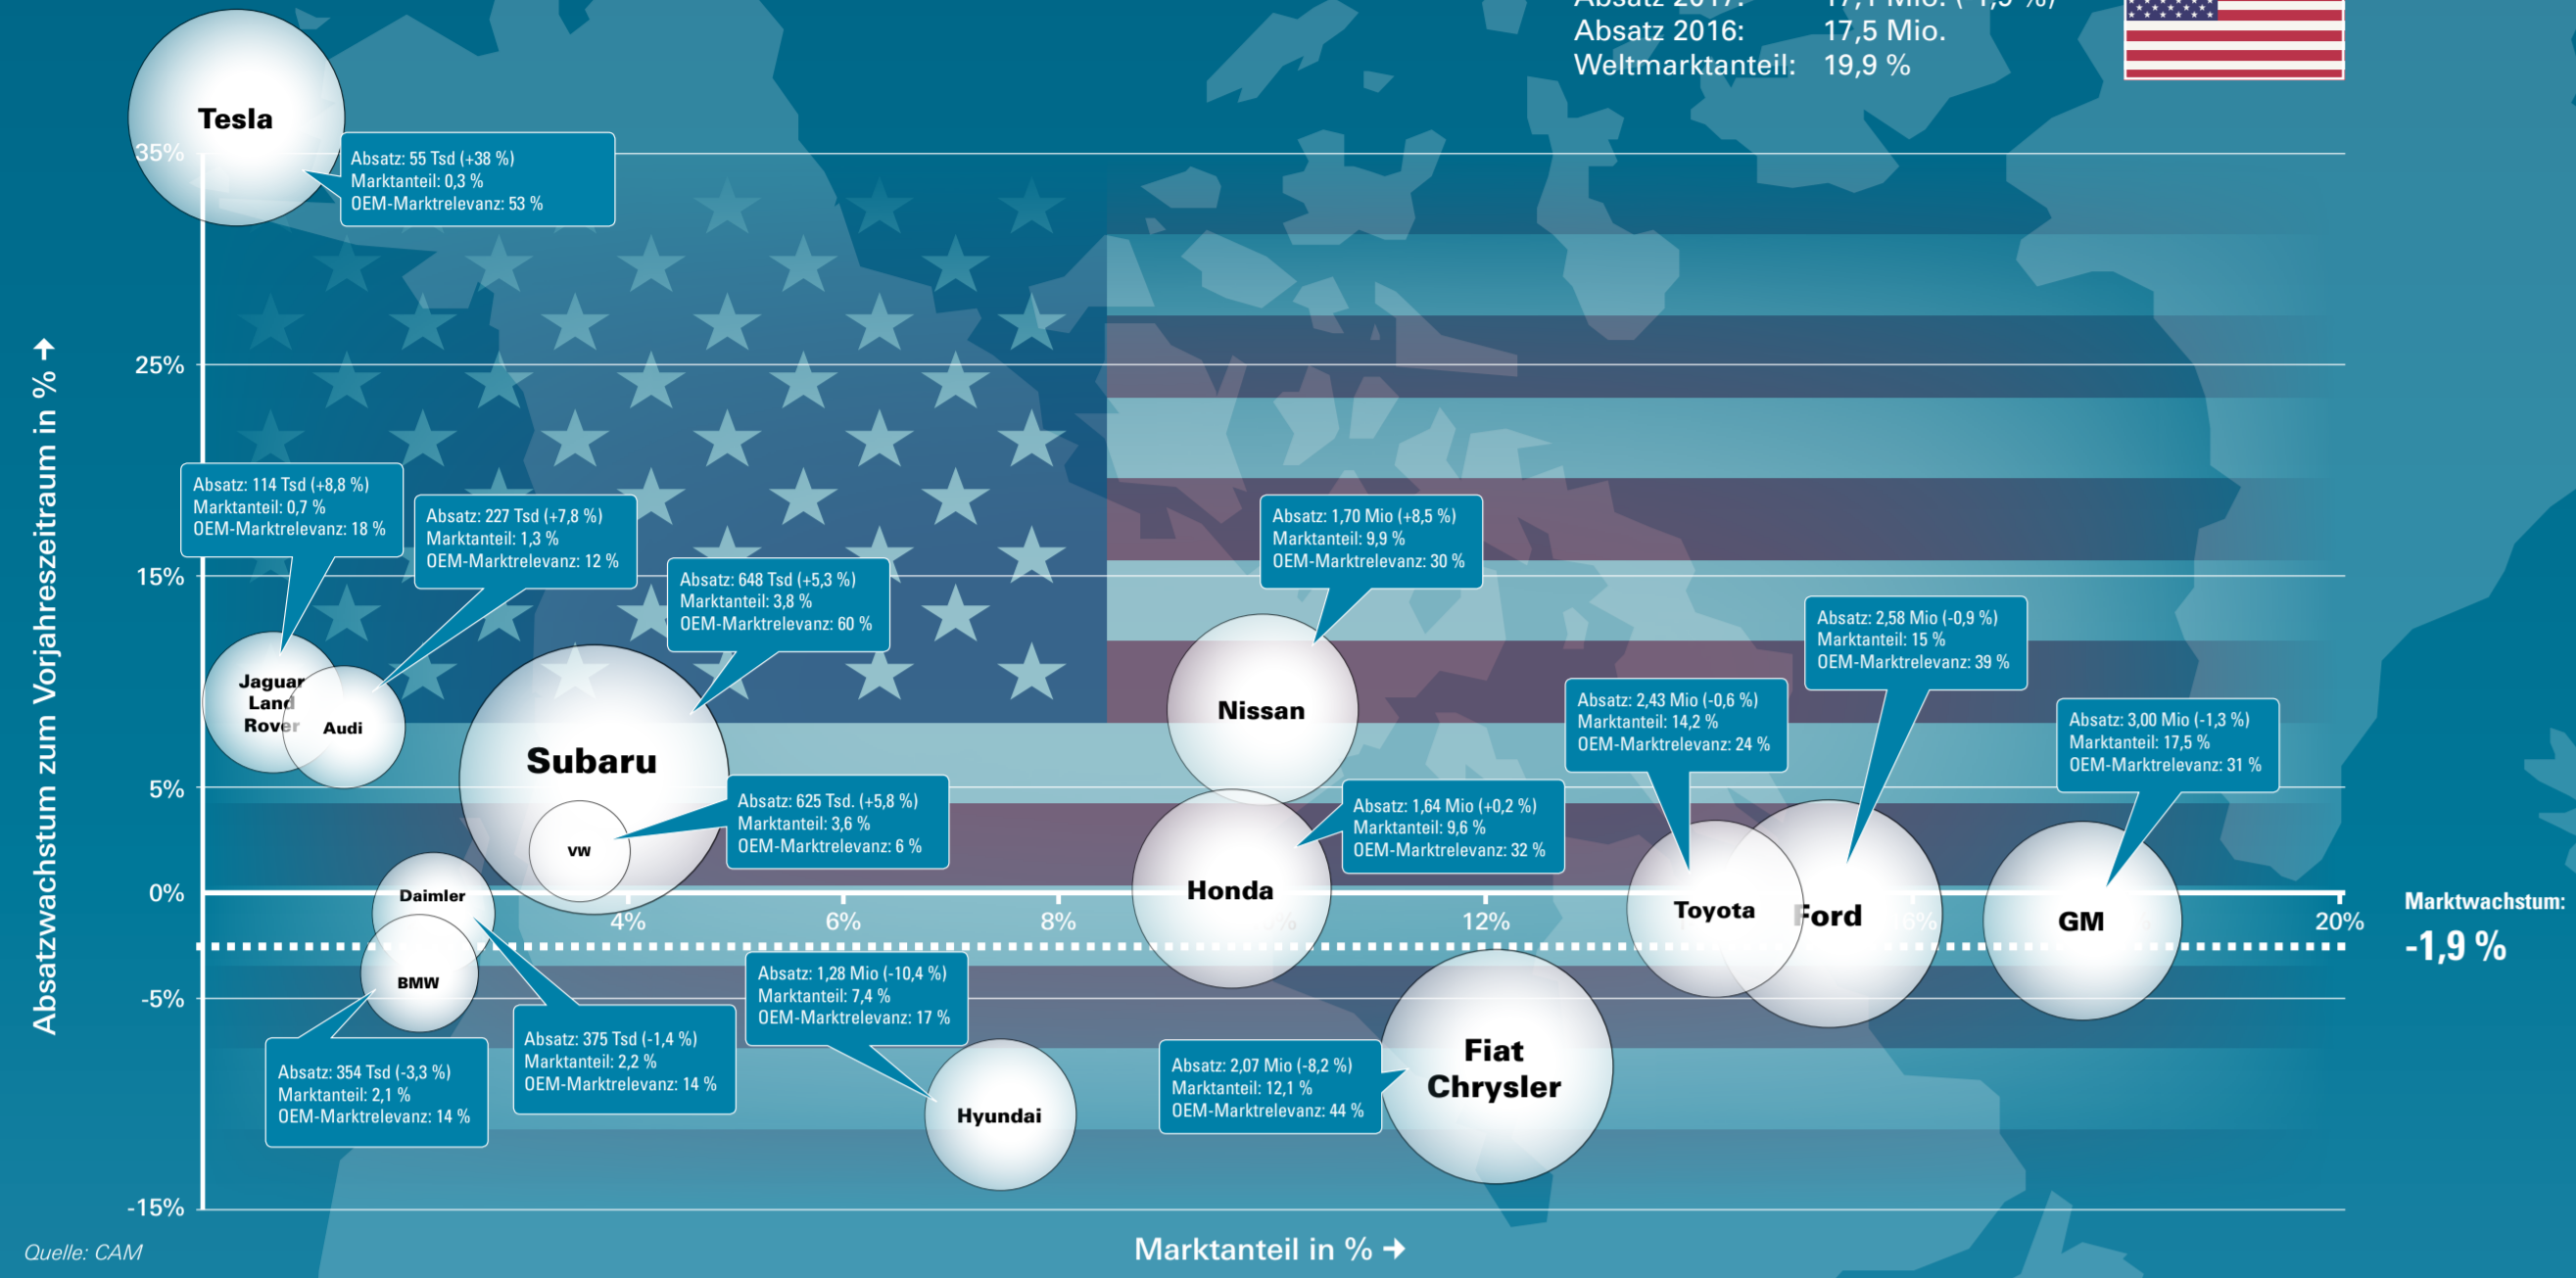 Absatz 2017: 17,1 Mio. (-1,9 %)
Absatz 2016: 17,5 Mio.
Weltmarktanteil: 19,9 %
Tesla
35%
Absatz: 55 Tsd (+38 %)
Marktanteil: 0,3 %
OEM-Marktrelevanz: 53 %
Absatzwachstum zum Vorjahreszeitraum in % →
25%
Absatz: 114 Tsd (+8,8 %)
Marktanteil: 0,7 %
OEM-Marktrelevanz: 18 %
Absatz: 227 Tsd (+7,8 %)
Marktanteil: 1,3 %
OEM-Marktrelevanz: 12 %
Absatz: 1,70 Mio (+8,5 %)
Marktanteil: 9,9 %
OEM-Marktrelevanz: 30 %
15%
Absatz: 648 Tsd (+5,3 %)
Marktanteil: 3,8 %
OEM-Marktrelevanz: 60 %
Absatz: 2,58 Mio (-0,9 %)
Marktanteil: 15 %
OEM-Marktrelevanz: 39 %
Jaguar
Land
Rover
Audi
Subaru
Nissan
Absatz: 2,43 Mio (-0,6 %)
Marktanteil: 14,2 %
OEM-Marktrelevanz: 24 %
Absatz: 3,00 Mio (-1,3 %)
Marktanteil: 17,5 %
OEM-Marktrelevanz: 31 %
5%
VW
Absatz: 625 Tsd. (+5,8 %)
Marktanteil: 3,6 %
OEM-Marktrelevanz: 6 %
Absatz: 1,64 Mio (+0,2 %)
Marktanteil: 9,6 %
OEM-Marktrelevanz: 32 %
0%
Daimler
Honda
Toyota
Ford
GM
4%
6%
8%
12%
16%
20%
Marktwachstum:
-1,9 %
BMW
-5%
Absatz: 1,28 Mio (-10,4 %)
Marktanteil: 7,4 %
OEM-Marktrelevanz: 17 %
Absatz: 354 Tsd (-3,3 %)
Marktanteil: 2,1 %
OEM-Marktrelevanz: 14 %
Absatz: 375 Tsd (-1,4 %)
Marktanteil: 2,2 %
OEM-Marktrelevanz: 14 %
Hyundai
Absatz: 2,07 Mio (-8,2 %)
Marktanteil: 12,1 %
OEM-Marktrelevanz: 44 %
Fiat
Chrysler
-15%
Quelle: CAM
Marktanteil in % →